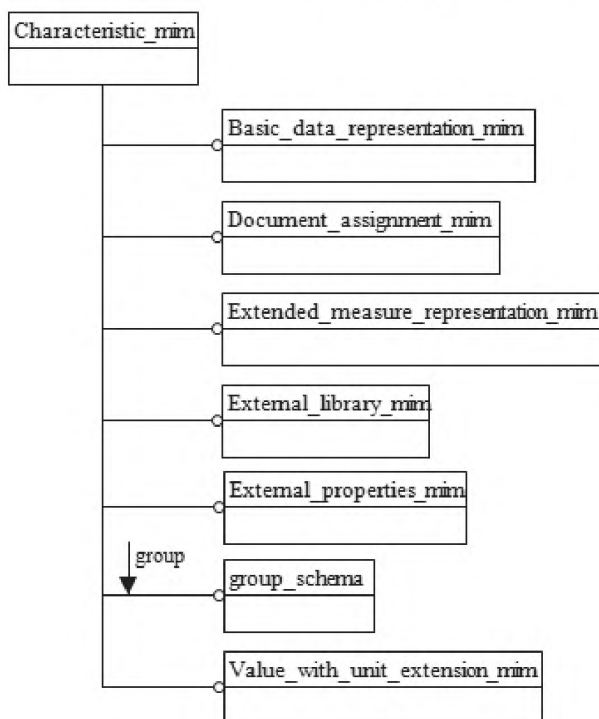 Characteristic_mim
Basic_data_representation_mim
Document_assignment_mim
Extended_measure_representation_mim
External_library_mim
External_properties_mim
group
group_schema
Value_with_unit_extension_mim